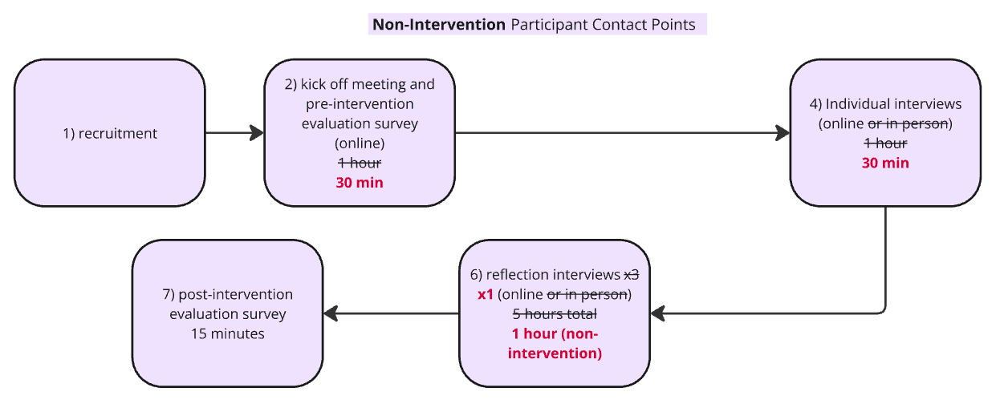 Non-Intervention Participant Contact Points
1) recruitment
2) kick off meeting and
pre-intervention
evaluation survey
(online)
1 hour
30 min
4) Individual interviews
(online or in person)
1 hour
30 min
6) reflection interviews x3
x1 (online or in person)
5 hours total
1 hour (non-
intervention)
7) post-intervention
evaluation survey
15 minutes